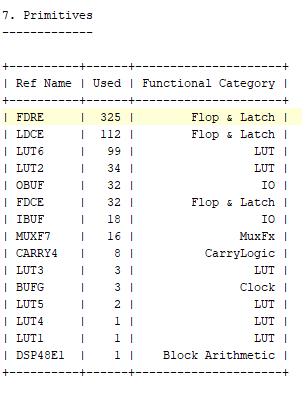 7. Primitives
-------------
+----------+------+---------------------+
| Ref Name | Used | Functional Category |
+----------+------+---------------------+
| FDRE     |  325 |        Flop & Latch |
| LDCE     |  112 |        Flop & Latch |
| LUT6     |   99 |                 LUT |
| LUT2     |   34 |                 LUT |
| OBUF     |   32 |                  IO |
| FDCE     |   32 |        Flop & Latch |
| IBUF     |   18 |                  IO |
| MUXF7    |   16 |               MuxFx |
| CARRY4   |    8 |          CarryLogic |
| LUT3     |    3 |                 LUT |
| BUFG     |    3 |               Clock |
| LUT5     |    2 |                 LUT |
| LUT4     |    1 |                 LUT |
| LUT1     |    1 |                 LUT |
| DSP48E1  |    1 |    Block Arithmetic |
+----------+------+---------------------+